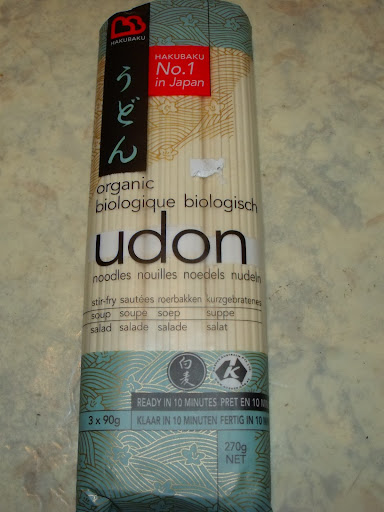 HAKUBAKU
うどん
HAKUBAKU
No.1
in Japan
organic
biologique biologisch
udon
noodles nouilles noedels nudeln
stir-fry sautées roerbakken kurzgebratenes
soup soupe soep suppe
salad salade salade salat
白麦
K
READY IN 10 MINUTES PRET EN 10
3 x 90g
KLAAR IN 10 MINUTEN FERTIG IN 10
270g
NET